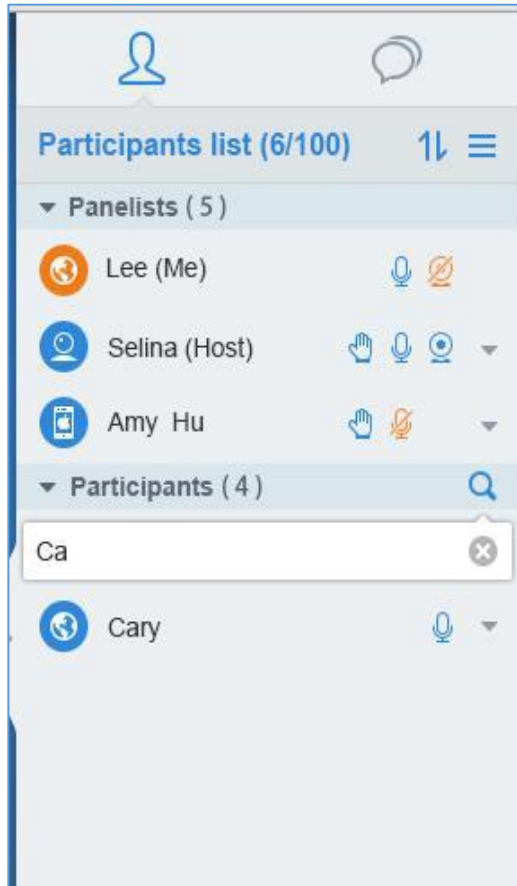 Participants list (6/100)
Panelists ( 5 )
Lee (Me)
Selina (Host)
Amy Hu
Participants ( 4 )
Ca
Cary